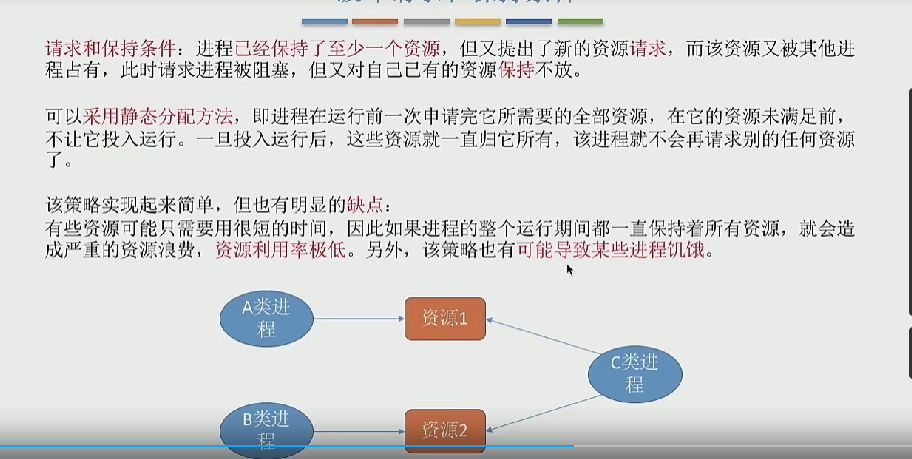 请求和保持条件：进程已经保持了至少一个资源，但又提出了新的资源请求，而该资源又被其他进
程占有，此时请求进程被阻塞，但又对自己已有的资源保持不放。
可以采用静态分配方法，即进程在运行前一次申请完它所需要的全部资源，在它的资源未满足前，
不让它投入运行。一旦投入运行后，这些资源就一直归它所有，该进程就不会再请求别的任何资源
了。
该策略实现起来简单，但也有明显的缺点：
有些资源可能只需要用很短的时间，因此如果进程的整个运行期间都一直保持着所有资源，就会造
成严重的资源浪费，资源利用率极低。另外，该策略也有可能导致某些进程饥饿。
A类进
程
资源1
C类进
程
B类进
程
资源2